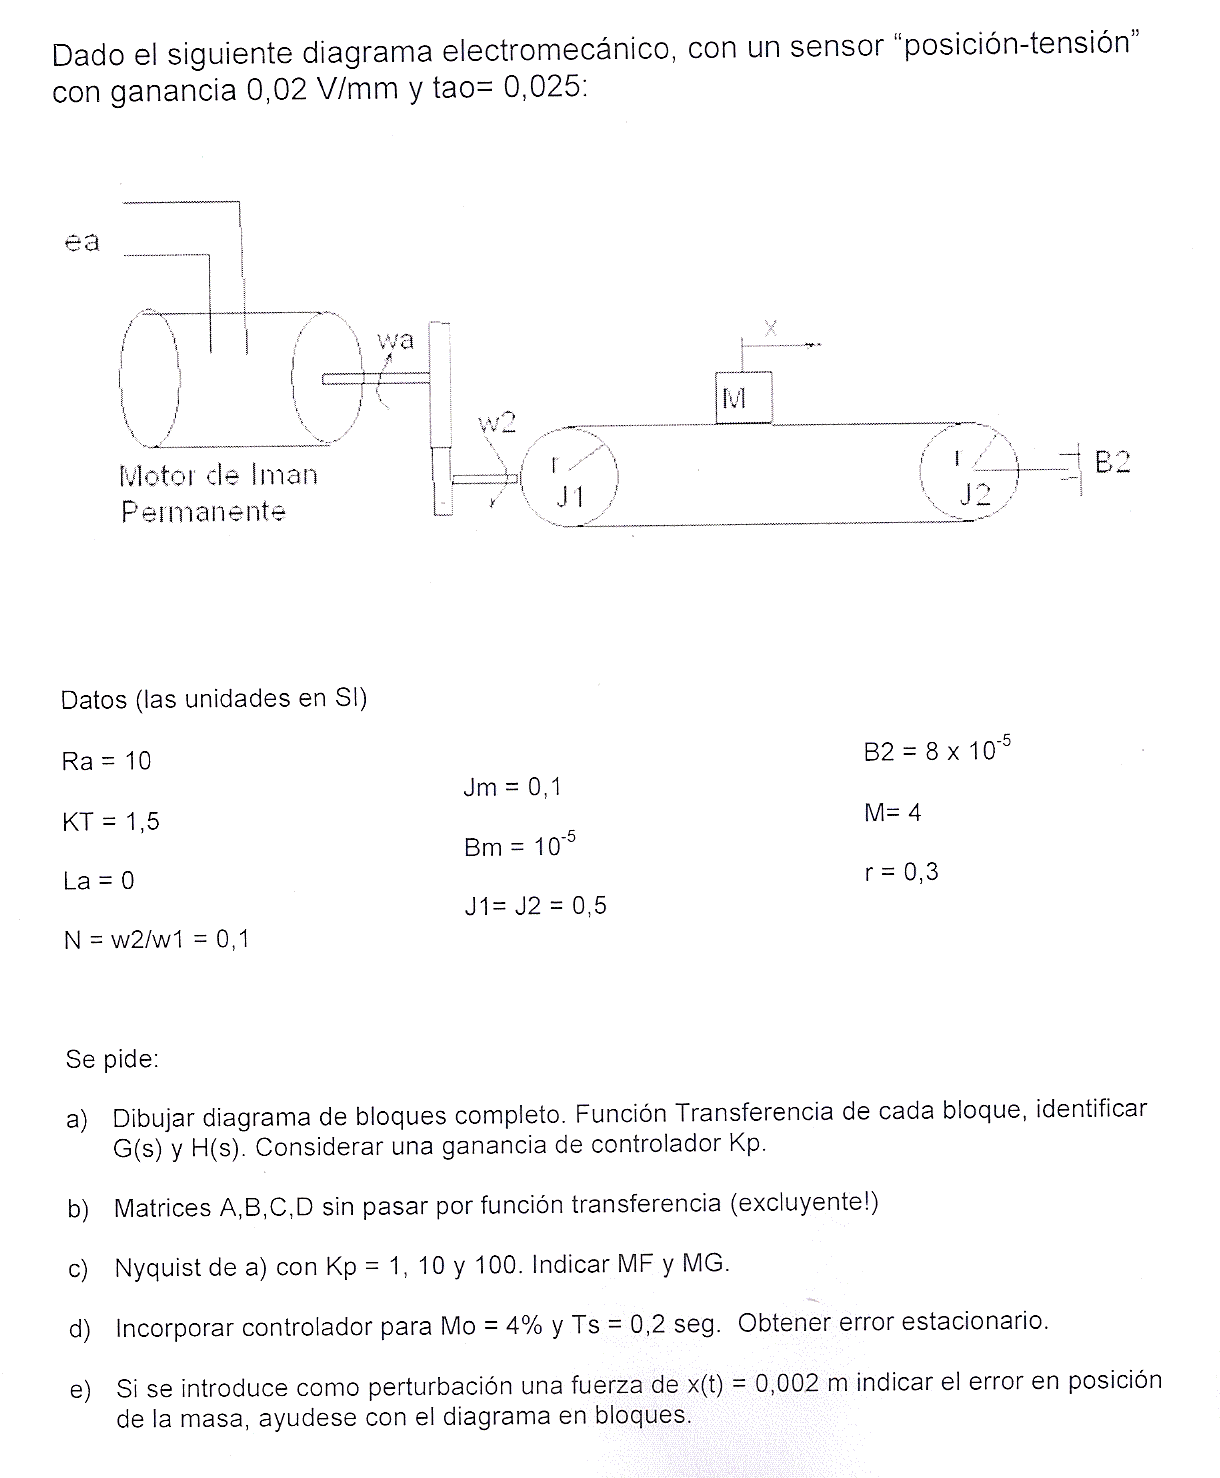 Dado el siguiente diagrama electromecánico, con un sensor “posición-tensión”
con ganancia 0,02 V/mm y tao= 0,025:
ea
wa
X
M
w2
r
J1
r
J2
B2
Motor de Iman
Permanente
Datos (las unidades en SI)
Ra = 10
KT = 1,5
La = 0
N = w2/w1 = 0,1
Jm = 0,1
Bm = 10⁻⁵
J1= J2 = 0,5
B2 = 8 x 10⁻⁵
M= 4
r = 0,3
Se pide:
a) Dibujar diagrama de bloques completo. Función Transferencia de cada bloque, identificar
G(s) y H(s). Considerar una ganancia de controlador Kp.
b) Matrices A,B,C,D sin pasar por función transferencia (excluyente!)
c) Nyquist de a) con Kp = 1, 10 y 100. Indicar MF y MG.
d) Incorporar controlador para Mo = 4% y Ts = 0,2 seg. Obtener error estacionario.
e) Si se introduce como perturbación una fuerza de x(t) = 0,002 m indicar el error en posición
de la masa, ayudese con el diagrama en bloques.